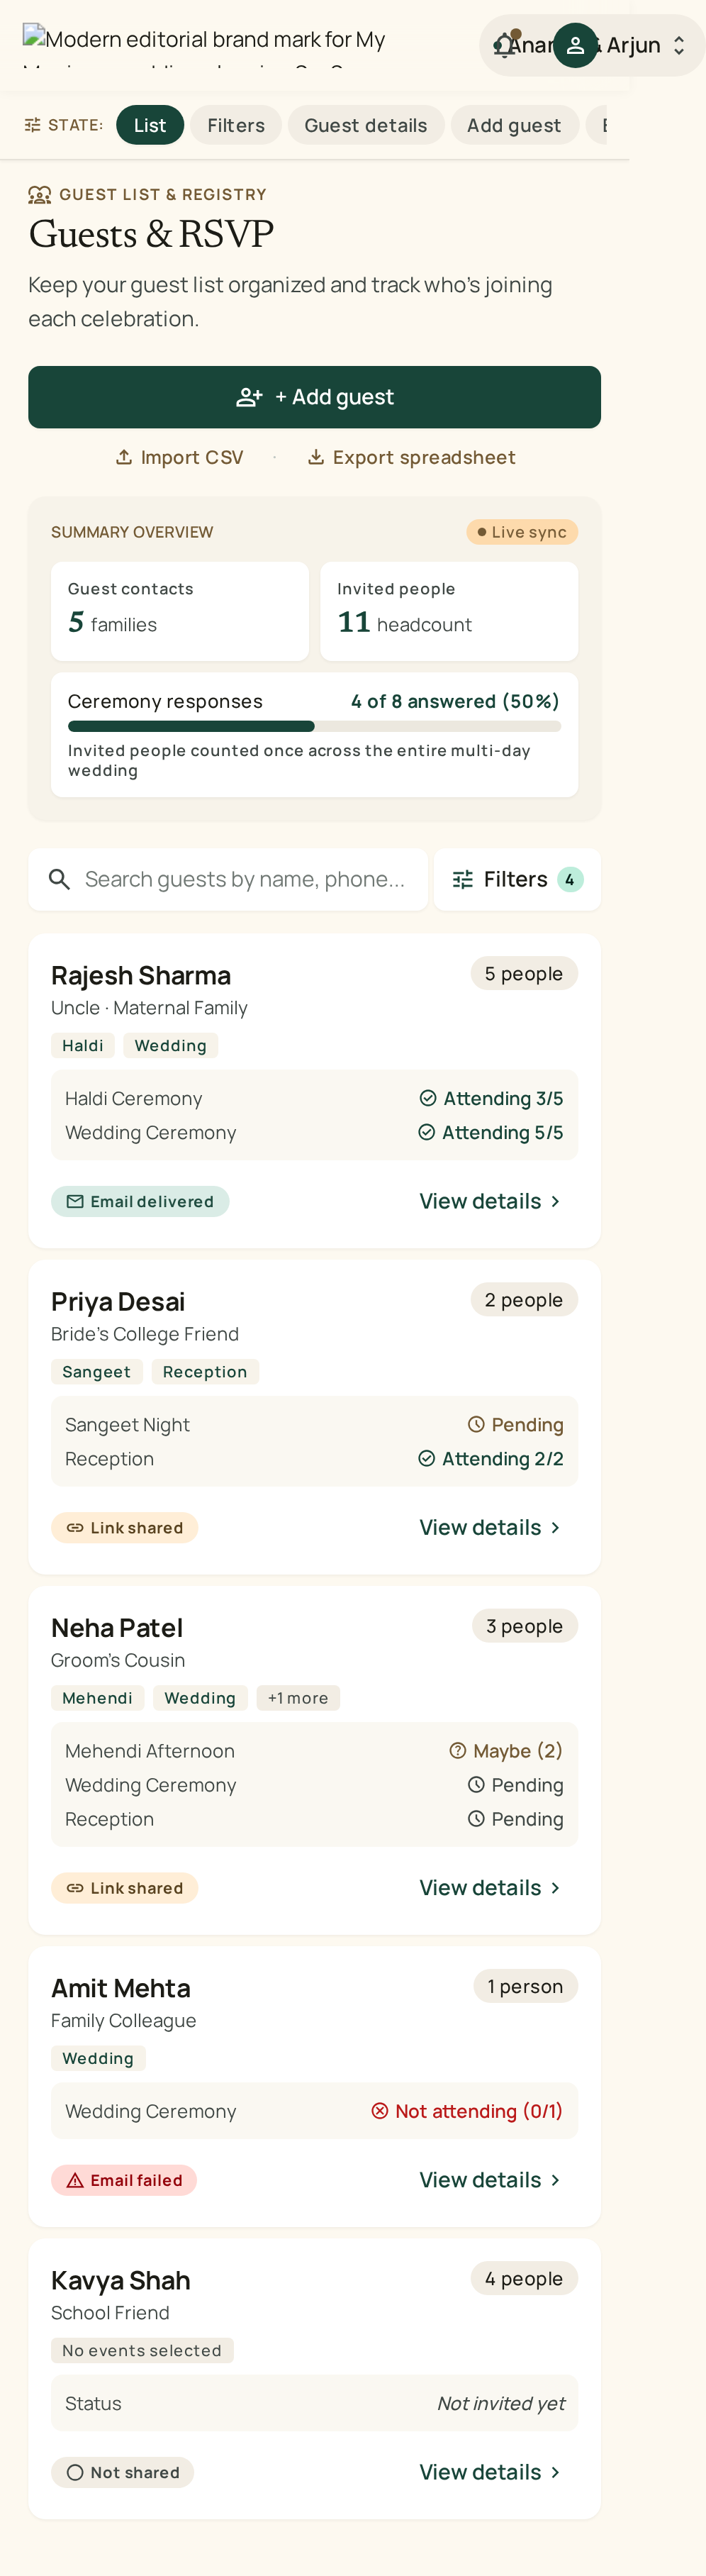 Modern editorial brand mark for My
& Arjun
STATE:
List
Filters
Guest details
Add guest
GUEST LIST & REGISTRY
Guests & RSVP
Keep your guest list organized and track who's joining
each celebration.
+ Add guest
Import CSV · Export spreadsheet
SUMMARY OVERVIEW
Live sync
Guest contacts
5 families
Invited people
11 headcount
Ceremony responses
4 of 8 answered (50%)
Invited people counted once across the entire multi-day
wedding
Search guests by name, phone...
Filters 4
Rajesh Sharma
5 people
Uncle · Maternal Family
Haldi Wedding
Haldi Ceremony Attending 3/5
Wedding Ceremony Attending 5/5
Email delivered
View details
Priya Desai
2 people
Bride's College Friend
Sangeet Reception
Sangeet Night Pending
Reception Attending 2/2
Link shared
View details
Neha Patel
3 people
Groom's Cousin
Mehendi Wedding +1 more
Mehendi Afternoon Maybe (2)
Wedding Ceremony Pending
Reception Pending
Link shared
View details
Amit Mehta
1 person
Family Colleague
Wedding
Wedding Ceremony Not attending (0/1)
Email failed
View details
Kavya Shah
4 people
School Friend
No events selected
Status Not invited yet
Not shared
View details